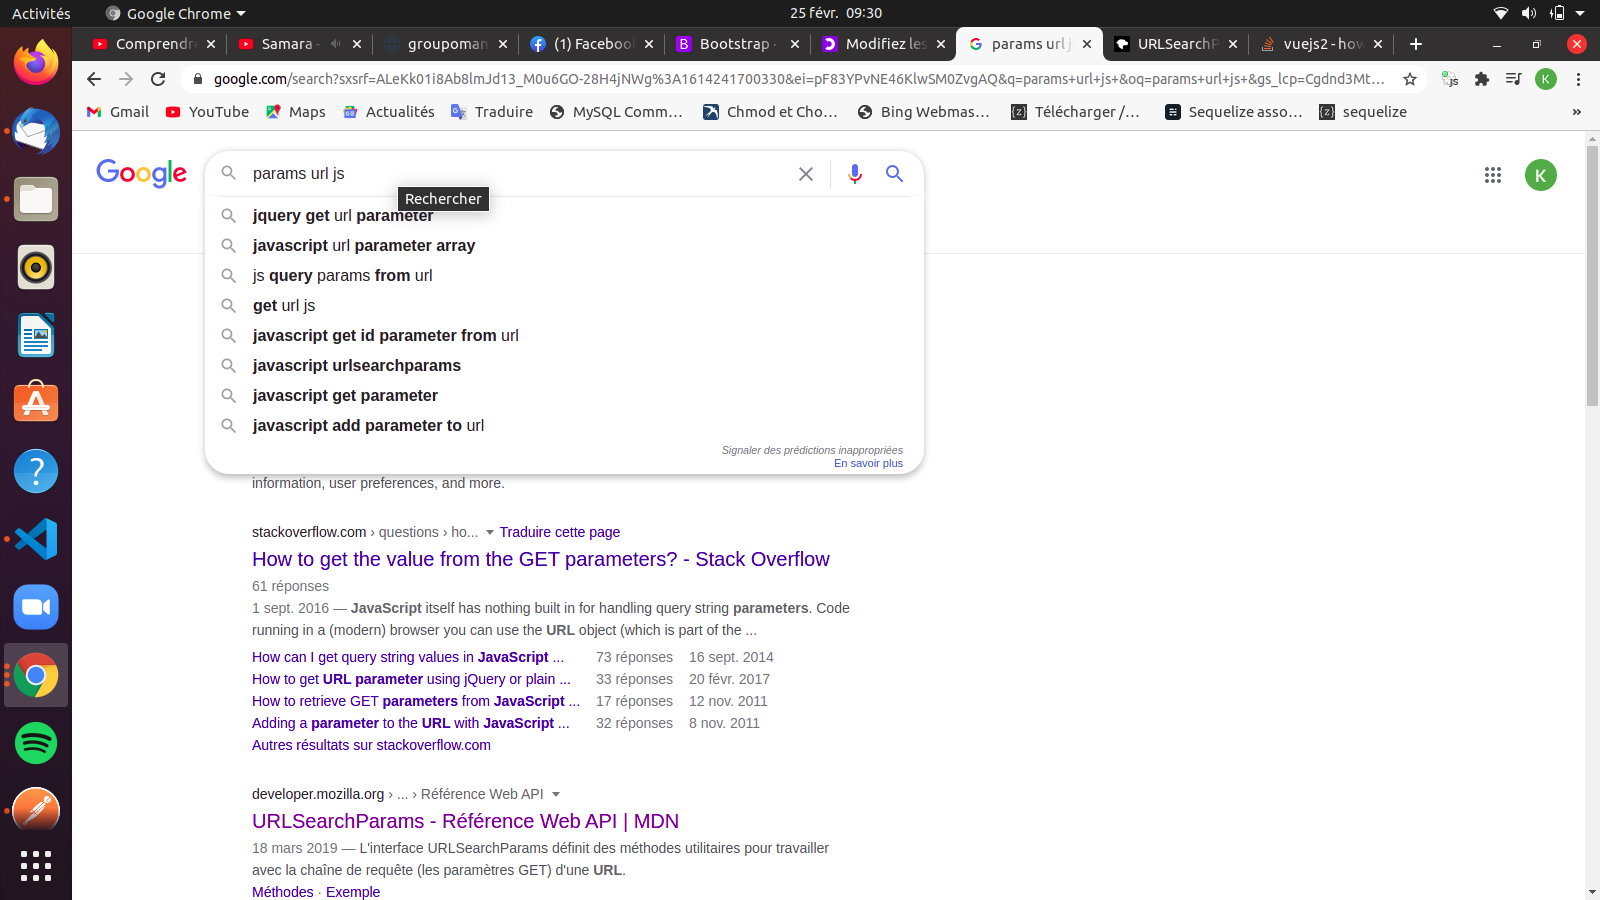 Activités Google Chrome 25 févr. 09:30
Comprendre Samara - groupoman (1) Facebook Bootstrap · Modifiez les params url js URLSearchP vuejs2 - how
google.com/search?sxsrf=ALeKk01i8Ab8lmJd13_M0u6GO-28H4jNWg%3A1614241700330&ei=pF83YPvNE46KlwSM0ZvgAQ&q=params+url+js+&oq=params+url+js+&gs_lcp=Cgdnd3Mt... js K
Gmail YouTube Maps Actualités Traduire MySQL Comm... Chmod et Cho... Bing Webmas... Télécharger /... Sequelize asso... sequelize »
Google params url js K
Rechercher
jquery get url parameter
javascript url parameter array
js query params from url
get url js
javascript get id parameter from url
javascript urlsearchparams
javascript get parameter
javascript add parameter to url
Signaler des prédictions inappropriées
En savoir plus
information, user preferences, and more.
stackoverflow.com › questions › ho... Traduire cette page
How to get the value from the GET parameters? - Stack Overflow
61 réponses
1 sept. 2016 — JavaScript itself has nothing built in for handling query string parameters. Code
running in a (modern) browser you can use the URL object (which is part of the ...
How can I get query string values in JavaScript ... 73 réponses 16 sept. 2014
How to get URL parameter using jQuery or plain ... 33 réponses 20 févr. 2017
How to retrieve GET parameters from JavaScript ... 17 réponses 12 nov. 2011
Adding a parameter to the URL with JavaScript ... 32 réponses 8 nov. 2011
Autres résultats sur stackoverflow.com
developer.mozilla.org › ... › Référence Web API
URLSearchParams - Référence Web API | MDN
18 mars 2019 — L'interface URLSearchParams définit des méthodes utilitaires pour travailler
avec la chaîne de requête (les paramètres GET) d'une URL.
Méthodes · Exemple